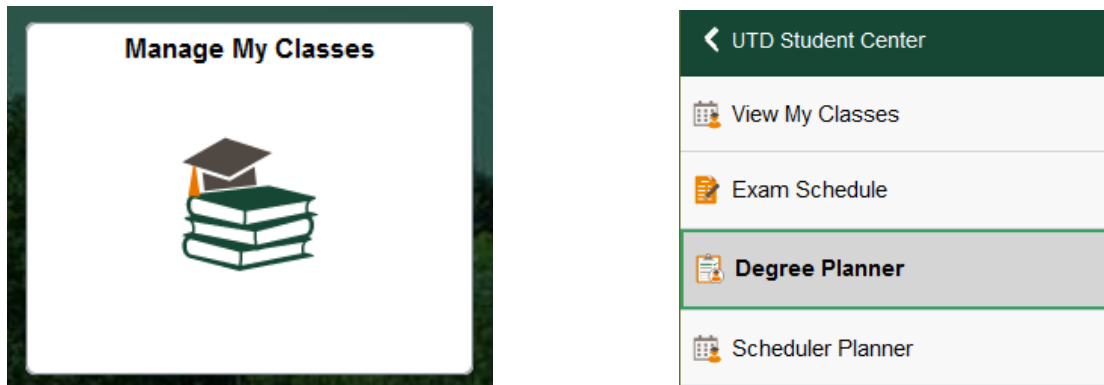 Manage My Classes
UTD Student Center
View My Classes
Exam Schedule
Degree Planner
Scheduler Planner